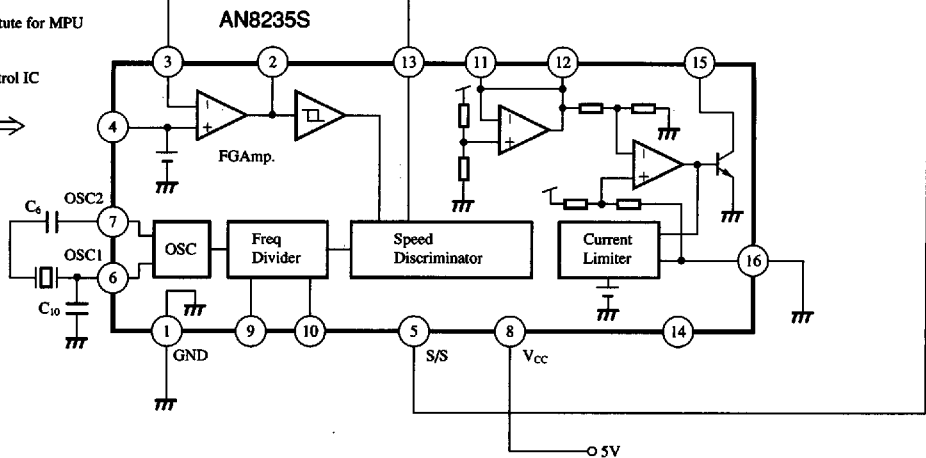 AN8235S
tute for MPU
trol IC
3
2
13
11
12
15
4
−
+
FGAmp.
−
+
−
+
C6
OSC2
7
OSC
Freq
Divider
Speed
Discriminator
Current
Limiter
OSC1
6
16
C10
1
9
10
5
8
14
GND
S/S
VCC
5V